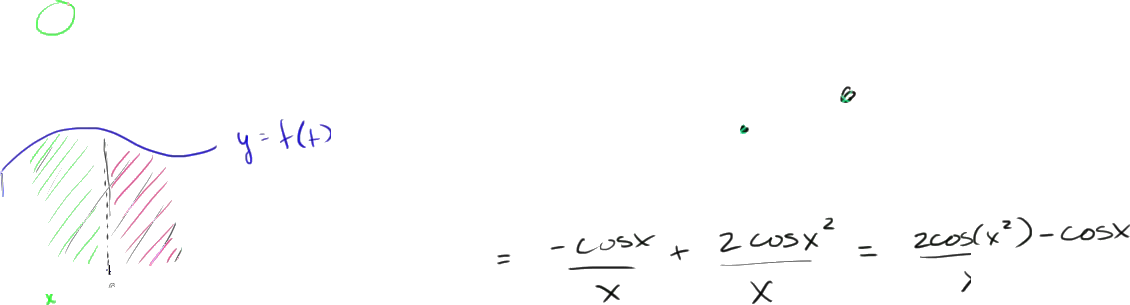 y = f(t)
= -cosx/x + 2cosx²/x = 2cos(x²)-cosx/x
x